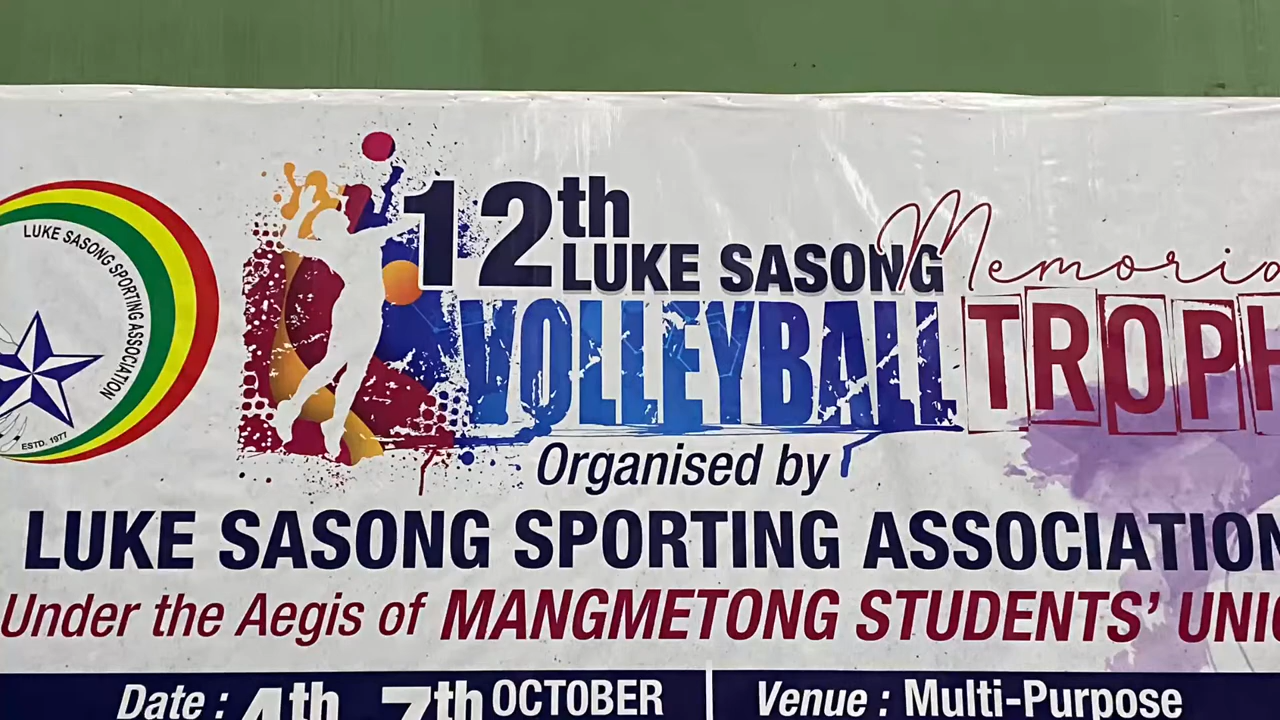 LUKE SASONG SPORTING ASSOCIATION
ESTD. 1977
12th
LUKE SASONG
VOLLEYBALL
Organised by
LUKE SASONG SPORTING ASSOCIATION
Under the Aegis of MANGMETONG STUDENTS'
Date : 4th 7th OCTOBER
Venue : Multi-Purpose